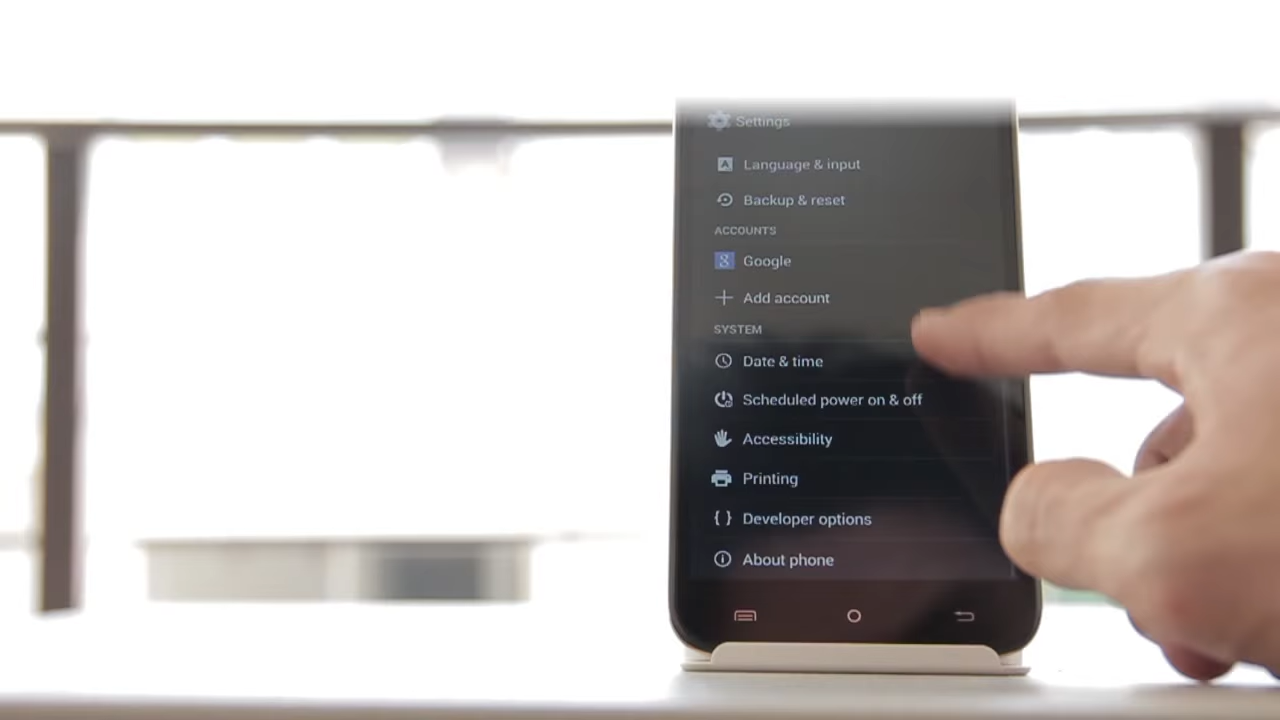 Settings
Language & input
Backup & reset
ACCOUNTS
Google
Add account
SYSTEM
Date & time
Scheduled power on & off
Accessibility
Printing
Developer options
About phone